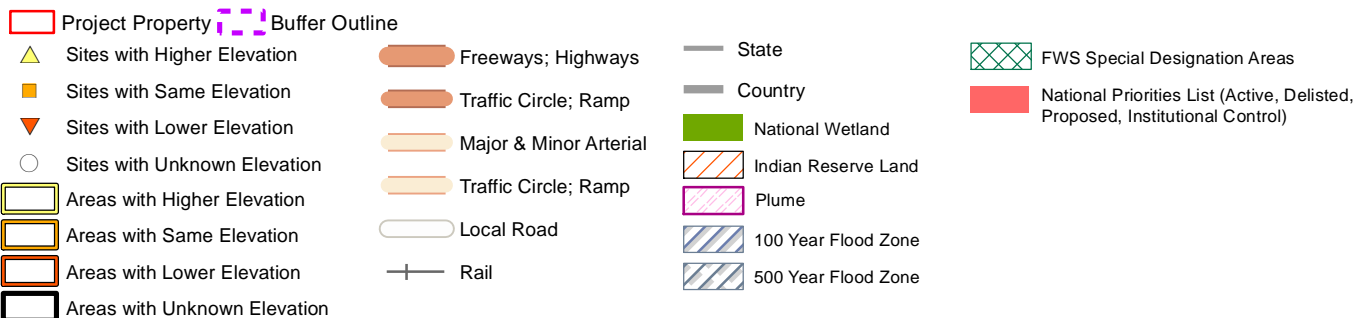 Project Property
Buffer Outline
Sites with Higher Elevation
Sites with Same Elevation
Sites with Lower Elevation
Sites with Unknown Elevation
Areas with Higher Elevation
Areas with Same Elevation
Areas with Lower Elevation
Areas with Unknown Elevation
Freeways; Highways
Traffic Circle; Ramp
Major & Minor Arterial
Traffic Circle; Ramp
Local Road
Rail
State
Country
National Wetland
Indian Reserve Land
Plume
100 Year Flood Zone
500 Year Flood Zone
FWS Special Designation Areas
National Priorities List (Active, Delisted,
Proposed, Institutional Control)